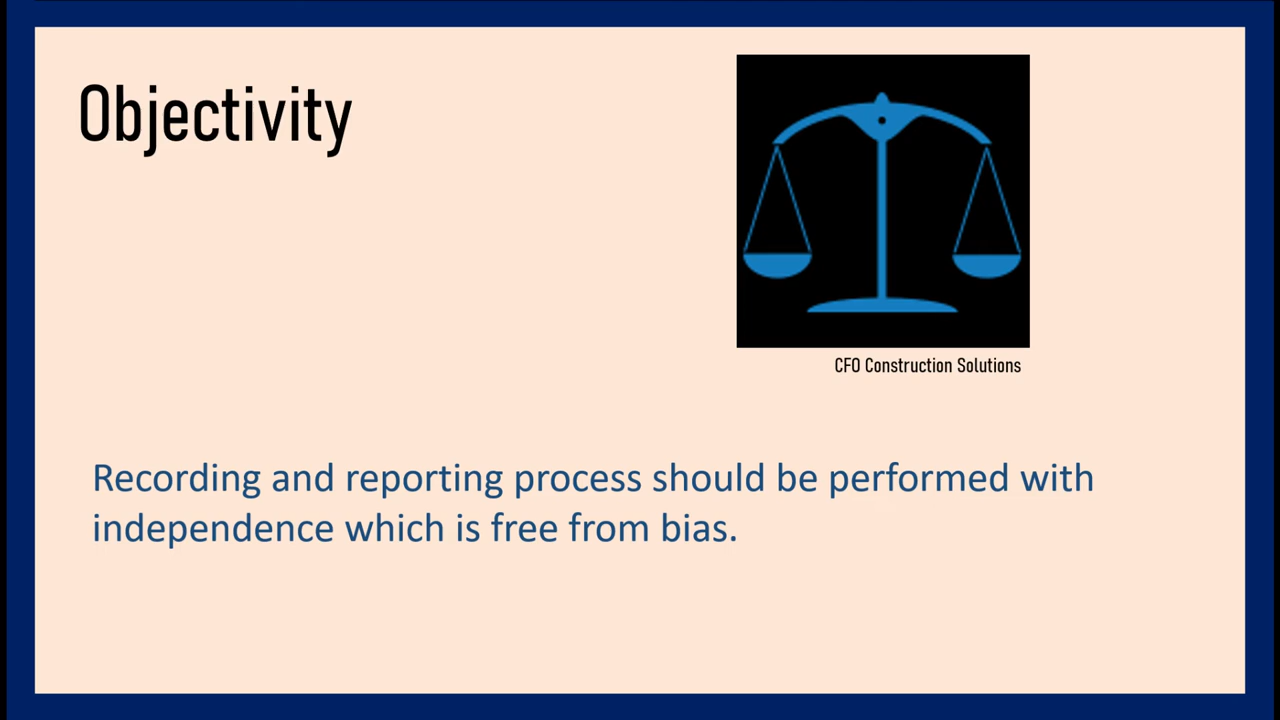 Objectivity
CFO Construction Solutions
Recording and reporting process should be performed with
independence which is free from bias.